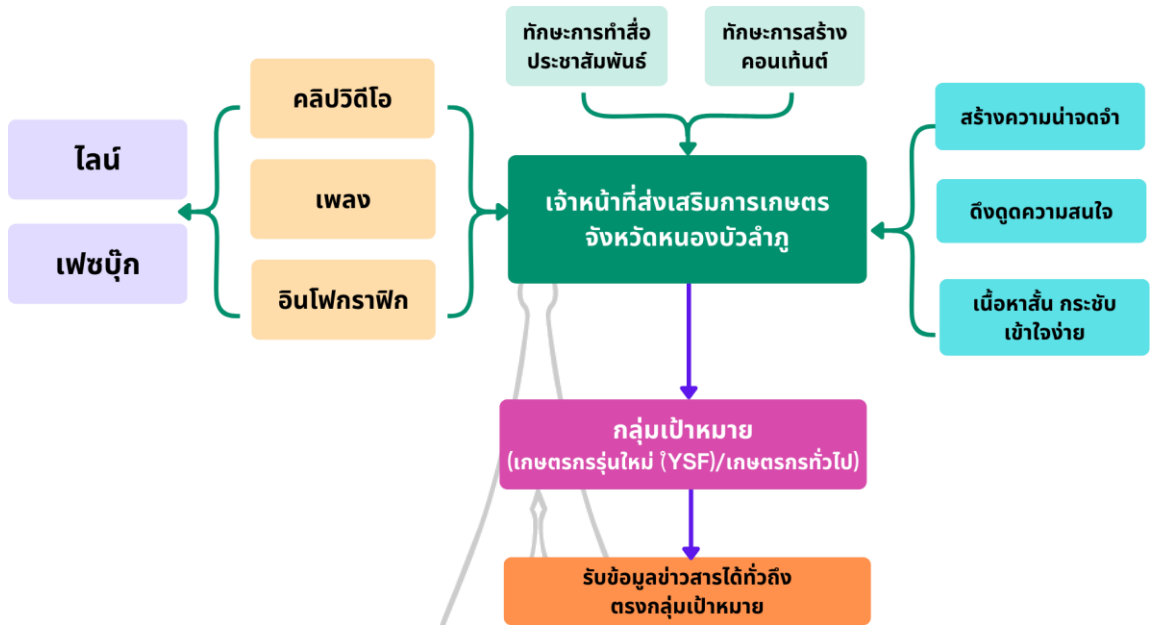 ทักษะการทำสื่อ
ประชาสัมพันธ์
ทักษะการสร้าง
คอนเท้นต์
ไลน์
เฟซบุ๊ก
คลิปวิดีโอ
เพลง
อินโฟกราฟิก
เจ้าหน้าที่ส่งเสริมการเกษตร
จังหวัดหนองบัวลำภู
สร้างความน่าจดจำ
ดึงดูดความสนใจ
เนื้อหาสั้น กระชับ
เข้าใจง่าย
กลุ่มเป้าหมาย
(เกษตรกรรุ่นใหม่ (ัYSF)/เกษตรกรทั่วไป)
รับข้อมูลข่าวสารได้ทั่วถึง
ตรงกลุ่มเป้าหมาย